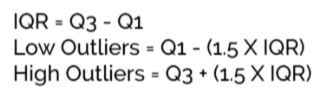 IQR = Q3 - Q1
Low Outliers = Q1 - (1.5 X IQR)
High Outliers = Q3 + (1.5 X IQR)